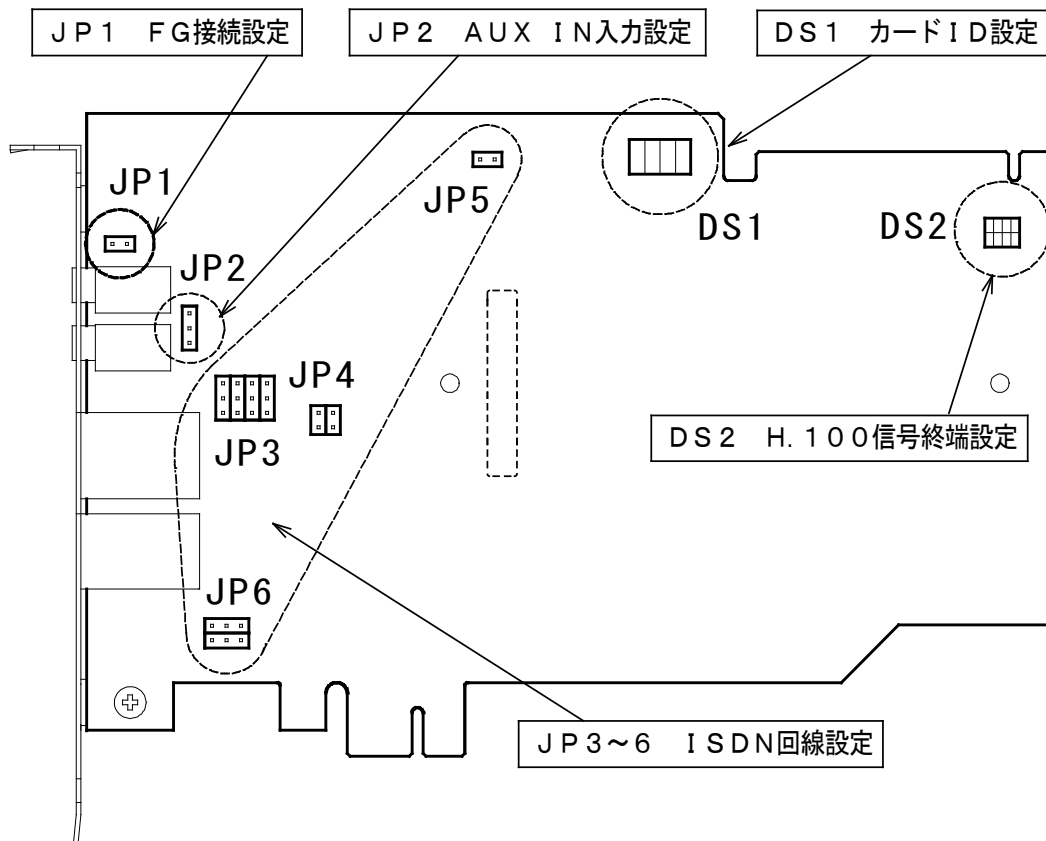 ＪＰ１　ＦＧ接続設定
ＪＰ２　ＡＵＸ ＩＮ入力設定
ＤＳ１　カードＩＤ設定
JP1
JP5
DS1
DS2
JP2
JP4
JP3
ＤＳ２　Ｈ.１００信号終端設定
JP6
ＪＰ３～６　ＩＳＤＮ回線設定